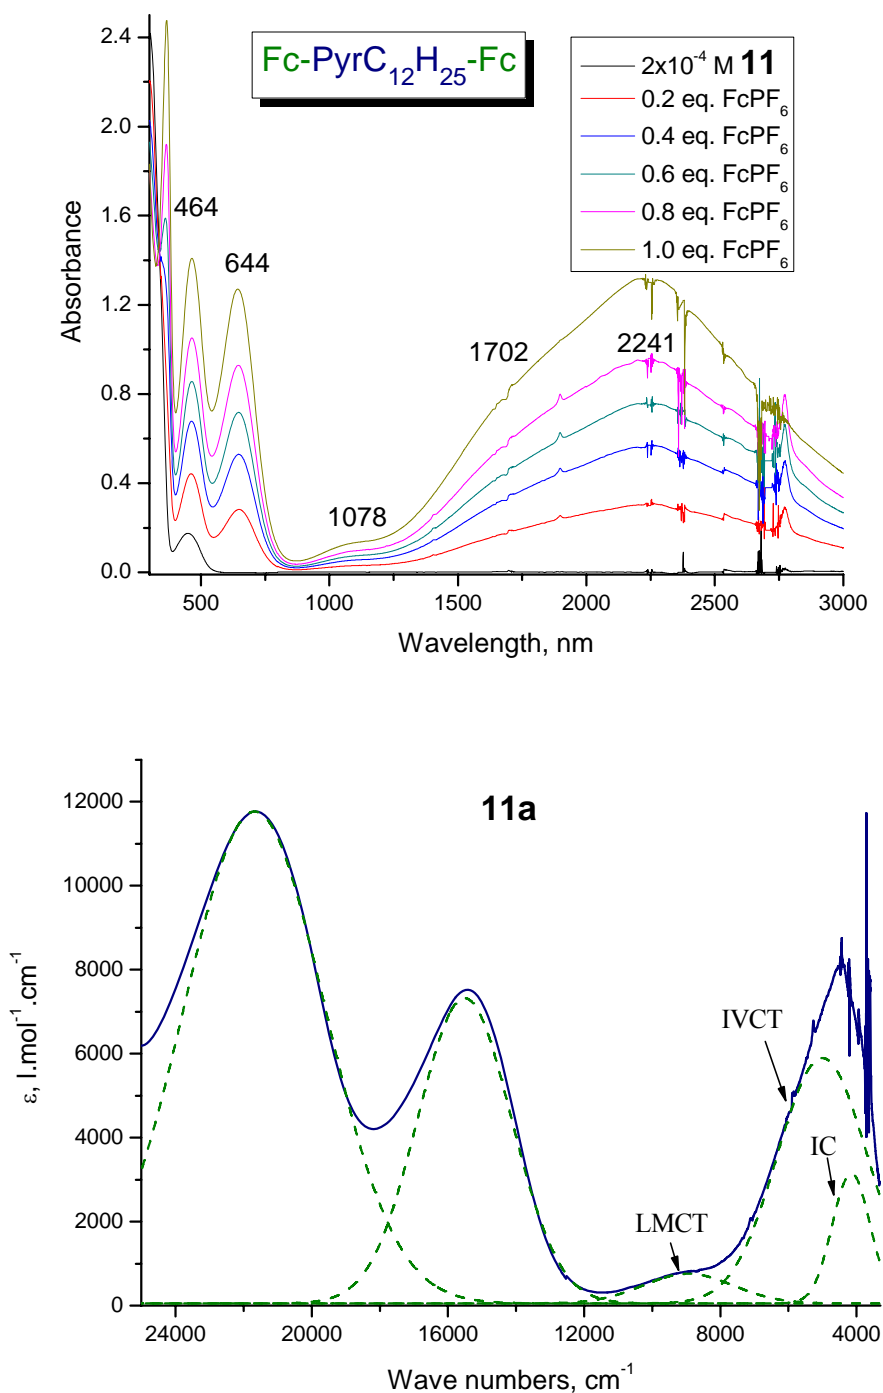 Fc-PyrC₁₂H₂₅-Fc
2x10⁻⁴ M 11
0.2 eq. FcPF₆
0.4 eq. FcPF₆
0.6 eq. FcPF₆
0.8 eq. FcPF₆
1.0 eq. FcPF₆
2.4
2.0
1.6
1.2
0.8
0.4
0.0
Absorbance
464
644
1078
1702
2241
500
1000
1500
2000
2500
3000
Wavelength, nm
11a
12000
10000
8000
6000
4000
2000
0
ε, l.mol⁻¹.cm⁻¹
IVCT
IC
LMCT
24000
20000
16000
12000
8000
4000
Wave numbers, cm⁻¹